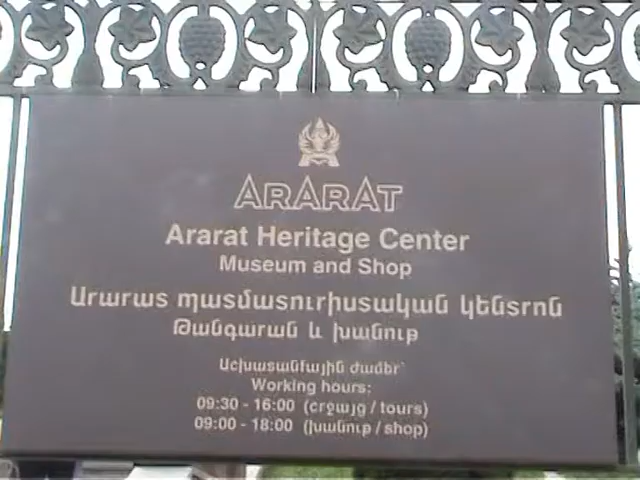 ARARAT
Ararat Heritage Center
Museum and Shop
Արարատ պատմատուրիստական կենտրոն
Թանգարան և խանութ
Աշխատանքային ժամեր՝
Working hours:
09:30 - 16:00 (շրջայց / tours)
09:00 - 18:00 (խանութ / shop)